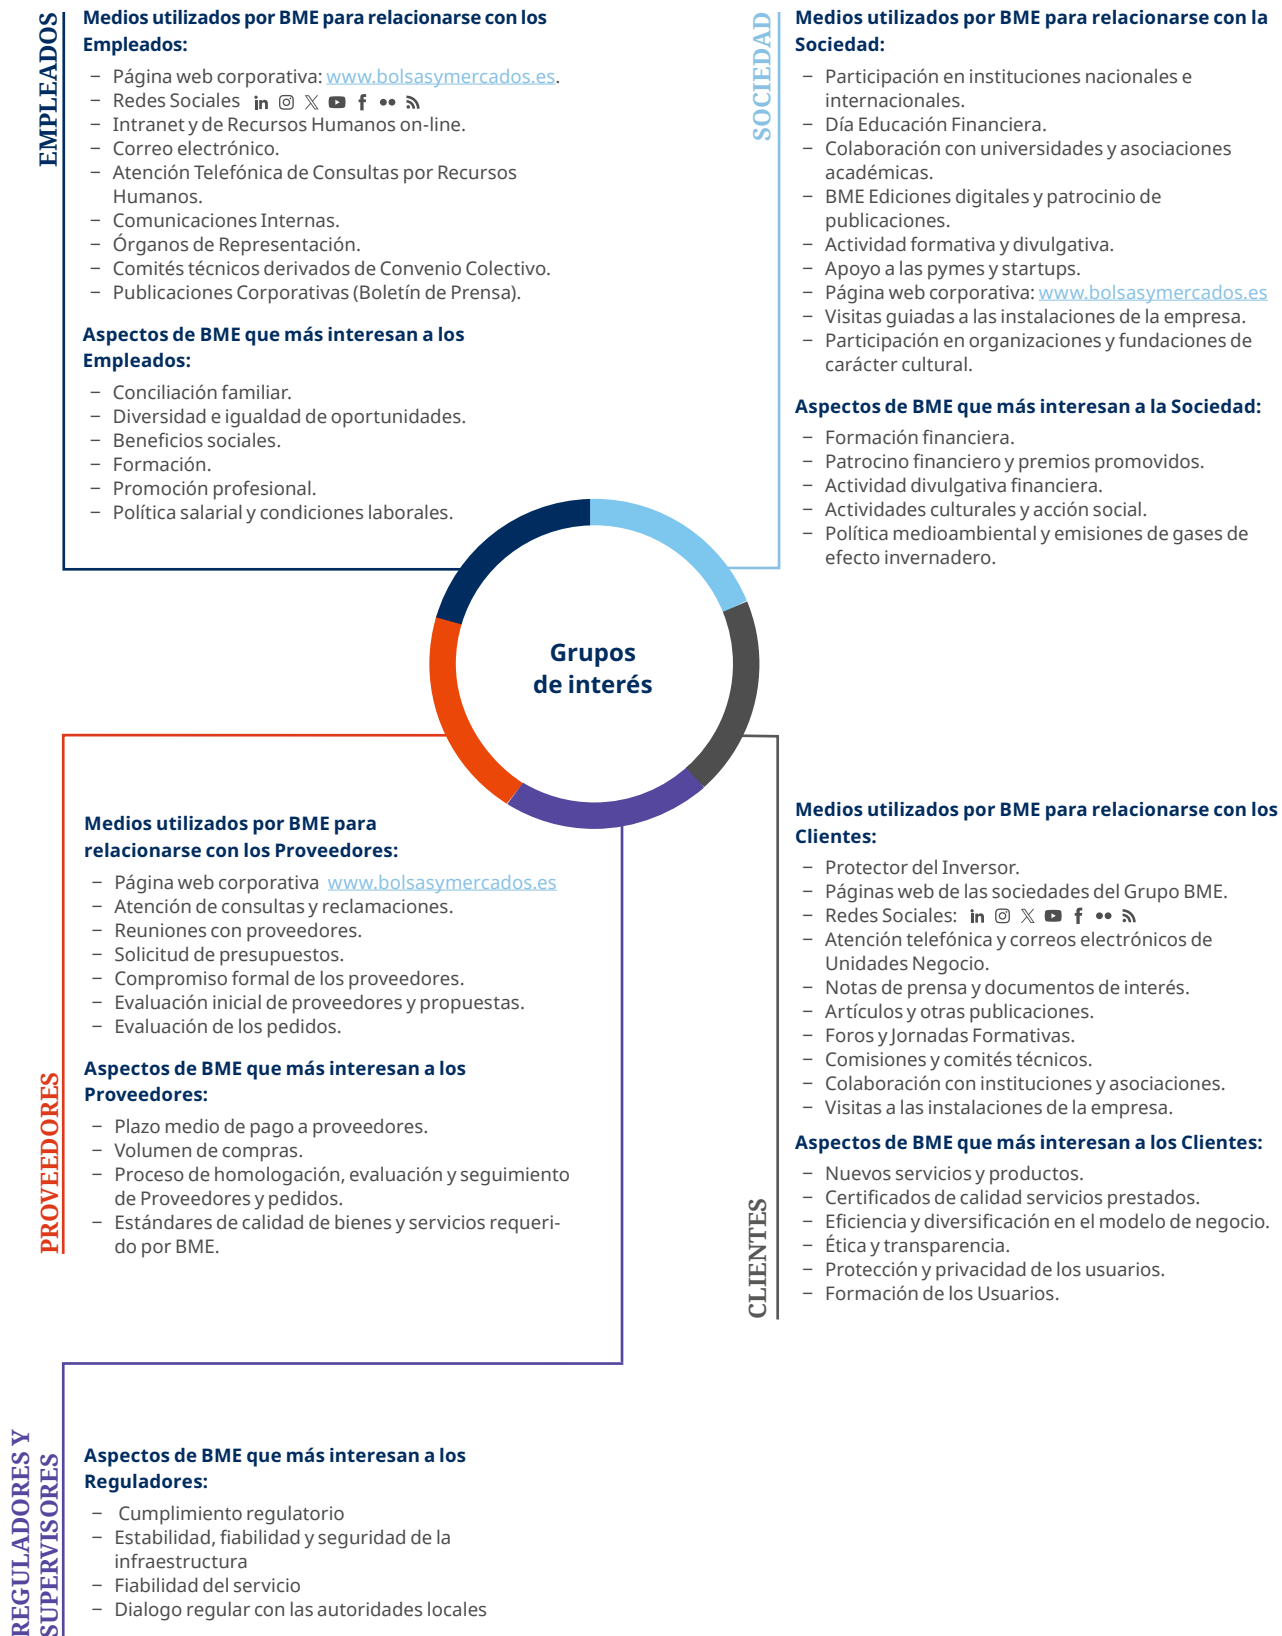 EMPLEADOS
Medios utilizados por BME para relacionarse con los
Empleados:
– Página web corporativa: www.bolsasymercados.es.
– Redes Sociales
– Intranet y de Recursos Humanos on-line.
– Correo electrónico.
– Atención Telefónica de Consultas por Recursos
Humanos.
– Comunicaciones Internas.
– Órganos de Representación.
– Comités técnicos derivados de Convenio Colectivo.
– Publicaciones Corporativas (Boletín de Prensa).
Aspectos de BME que más interesan a los
Empleados:
– Conciliación familiar.
– Diversidad e igualdad de oportunidades.
– Beneficios sociales.
– Formación.
– Promoción profesional.
– Política salarial y condiciones laborales.
SOCIEDAD
Medios utilizados por BME para relacionarse con la
Sociedad:
– Participación en instituciones nacionales e
internacionales.
– Día Educación Financiera.
– Colaboración con universidades y asociaciones
académicas.
– BME Ediciones digitales y patrocinio de
publicaciones.
– Actividad formativa y divulgativa.
– Apoyo a las pymes y startups.
– Página web corporativa: www.bolsasymercados.es
– Visitas guiadas a las instalaciones de la empresa.
– Participación en organizaciones y fundaciones de
carácter cultural.
Aspectos de BME que más interesan a la Sociedad:
– Formación financiera.
– Patrocino financiero y premios promovidos.
– Actividad divulgativa financiera.
– Actividades culturales y acción social.
– Política medioambiental y emisiones de gases de
efecto invernadero.
Grupos
de interés
PROVEEDORES
Medios utilizados por BME para
relacionarse con los Proveedores:
– Página web corporativa www.bolsasymercados.es
– Atención de consultas y reclamaciones.
– Reuniones con proveedores.
– Solicitud de presupuestos.
– Compromiso formal de los proveedores.
– Evaluación inicial de proveedores y propuestas.
– Evaluación de los pedidos.
Aspectos de BME que más interesan a los
Proveedores:
– Plazo medio de pago a proveedores.
– Volumen de compras.
– Proceso de homologación, evaluación y seguimiento
de Proveedores y pedidos.
– Estándares de calidad de bienes y servicios requeri-
do por BME.
CLIENTES
Medios utilizados por BME para relacionarse con los
Clientes:
– Protector del Inversor.
– Páginas web de las sociedades del Grupo BME.
– Redes Sociales:
– Atención telefónica y correos electrónicos de
Unidades Negocio.
– Notas de prensa y documentos de interés.
– Artículos y otras publicaciones.
– Foros y Jornadas Formativas.
– Comisiones y comités técnicos.
– Colaboración con instituciones y asociaciones.
– Visitas a las instalaciones de la empresa.
Aspectos de BME que más interesan a los Clientes:
– Nuevos servicios y productos.
– Certificados de calidad servicios prestados.
– Eficiencia y diversificación en el modelo de negocio.
– Ética y transparencia.
– Protección y privacidad de los usuarios.
– Formación de los Usuarios.
REGULADORES Y
SUPERVISORES
Aspectos de BME que más interesan a los
Reguladores:
– Cumplimiento regulatorio
– Estabilidad, fiabilidad y seguridad de la
infraestructura
– Fiabilidad del servicio
– Dialogo regular con las autoridades locales